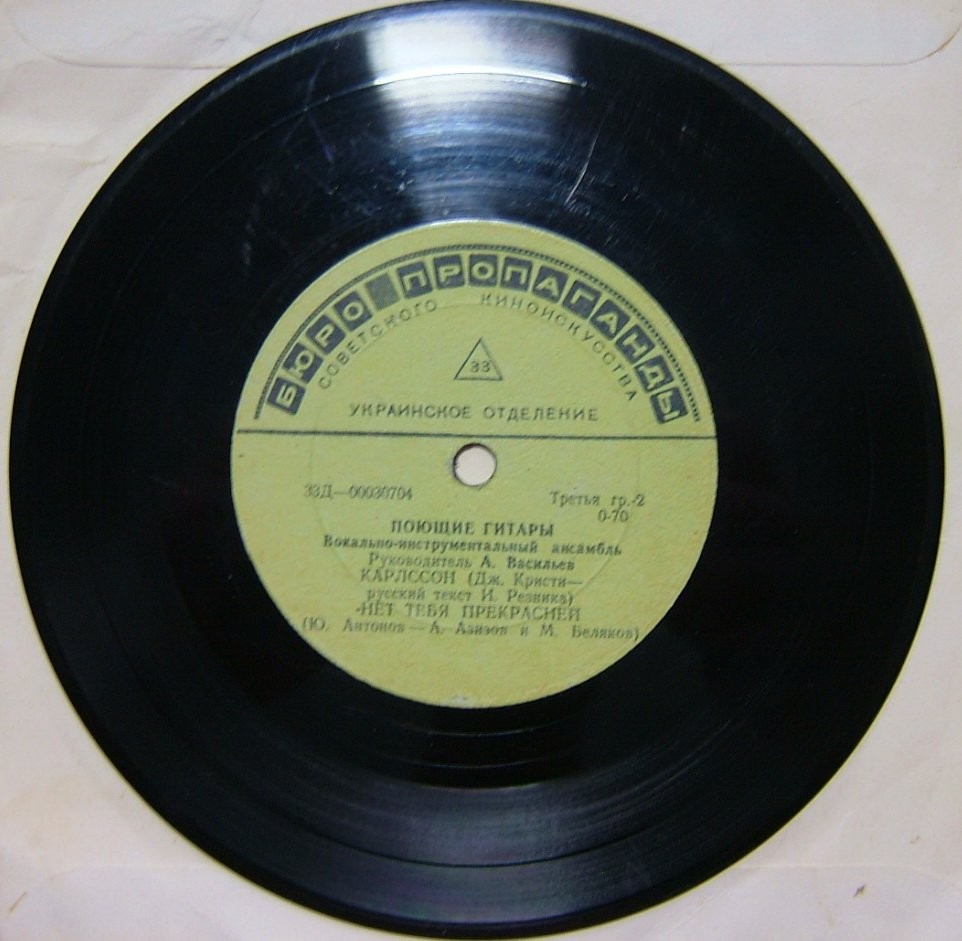 БЮРО ПРОПАГАНДЫ
СОВЕТСКОГО КИНОИСКУССТВА
33
УКРАИНСКОЕ ОТДЕЛЕНИЕ
33Д—00030704
Третья гр.-2
0-70
ПОЮЩИЕ ГИТАРЫ
Вокально-инструментальный ансамбль
Руководитель А. Васильев
КАРЛССОН (Дж. Кристи—
русский текст И. Резника)
НЕТ ТЕБЯ ПРЕКРАСНЕЙ
(Ю. Антонов — А. Азизов и М. Беляков)